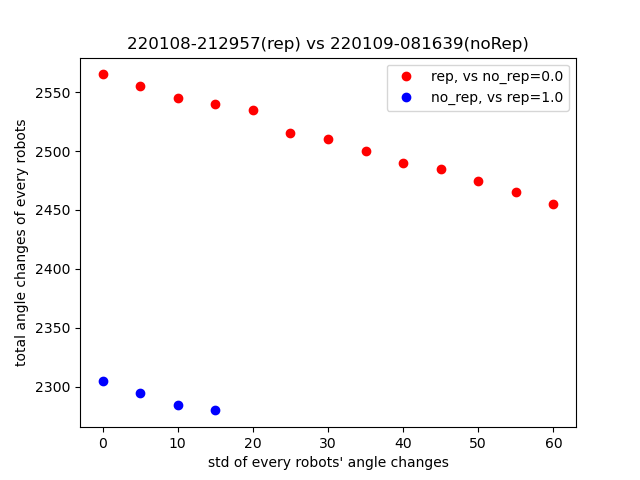 220108-212957(rep) vs 220109-081639(noRep)
rep, vs no_rep=0.0
no_rep, vs rep=1.0
total angle changes of every robots
2550
2500
2450
2400
2350
2300
0 10 20 30 40 50 60
std of every robots' angle changes